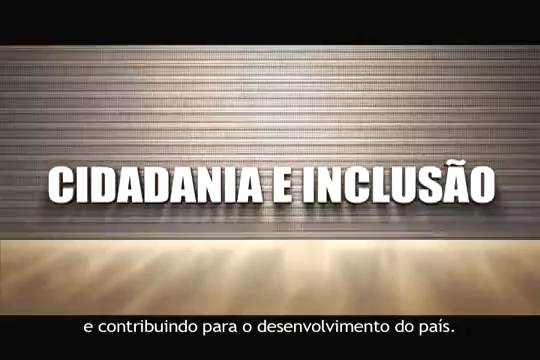 CIDADANIA E INCLUSÃO
e contribuindo para o desenvolvimento do país.